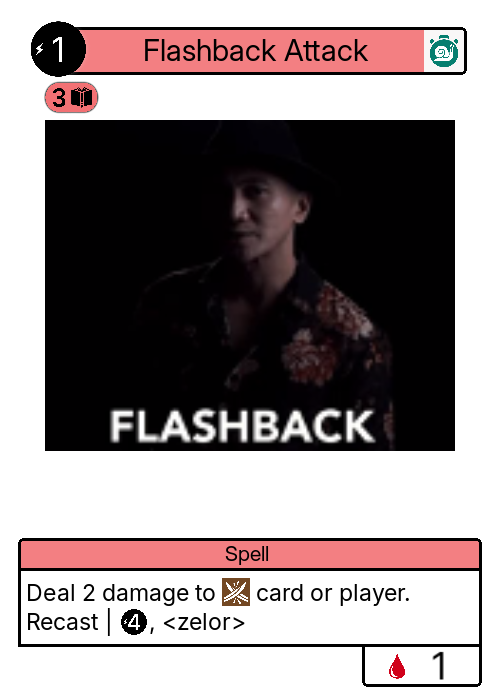 1
Flashback Attack
3
FLASHBACK
Spell
Deal 2 damage to card or player.
Recast | 4, <zelor>
1